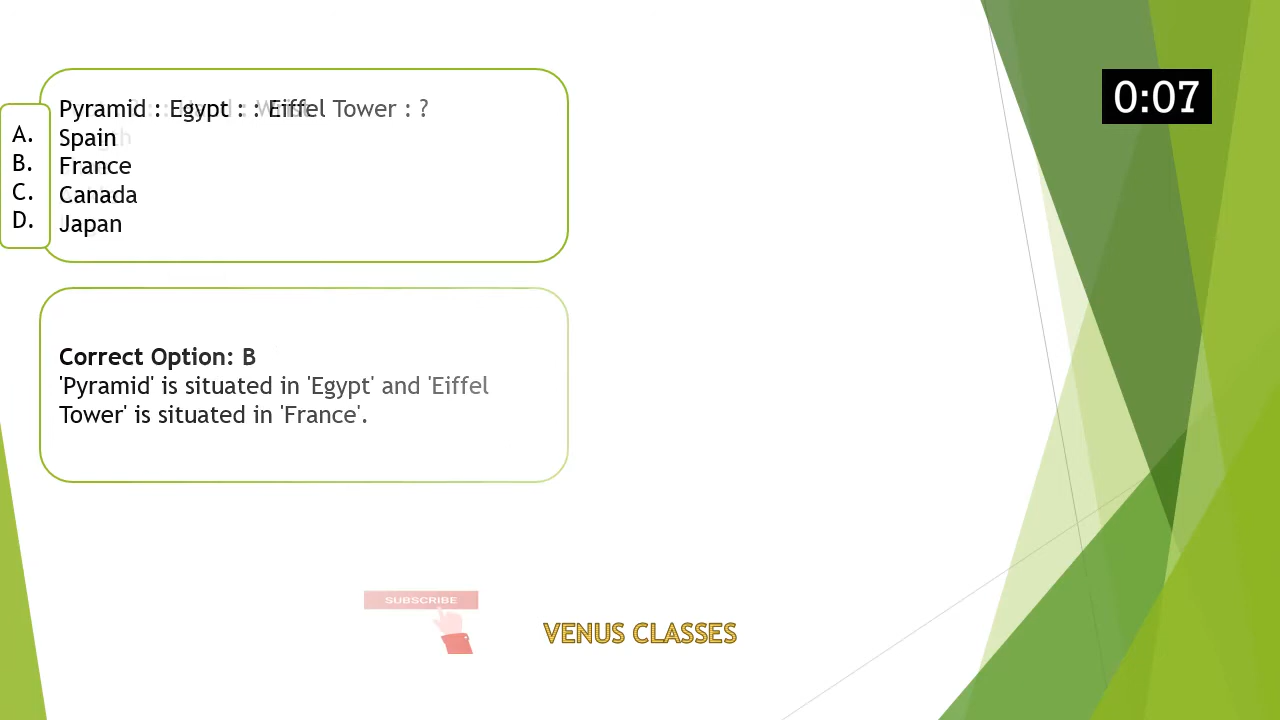 0:07
Pyramid : Egypt : : Eiffel Tower : ?
A. Spain
B. France
C. Canada
D. Japan
Correct Option: B
'Pyramid' is situated in 'Egypt' and 'Eiffel
Tower' is situated in 'France'.
SUBSCRIBE
VENUS CLASSES